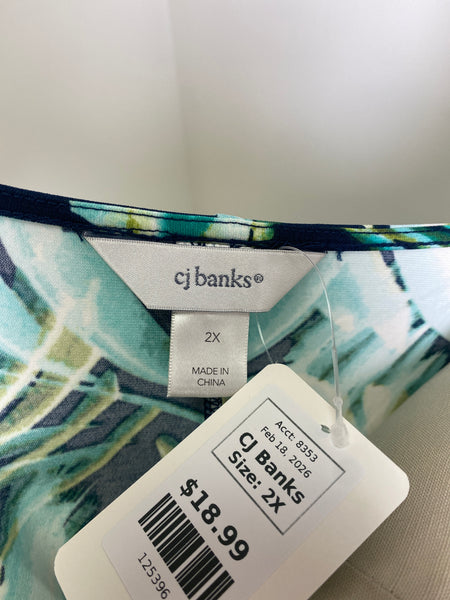 cj banks®
2X
MADE IN
CHINA
Acct: 8353
Feb 18, 2026
CJ Banks
Size: 2X
$18.99
125396